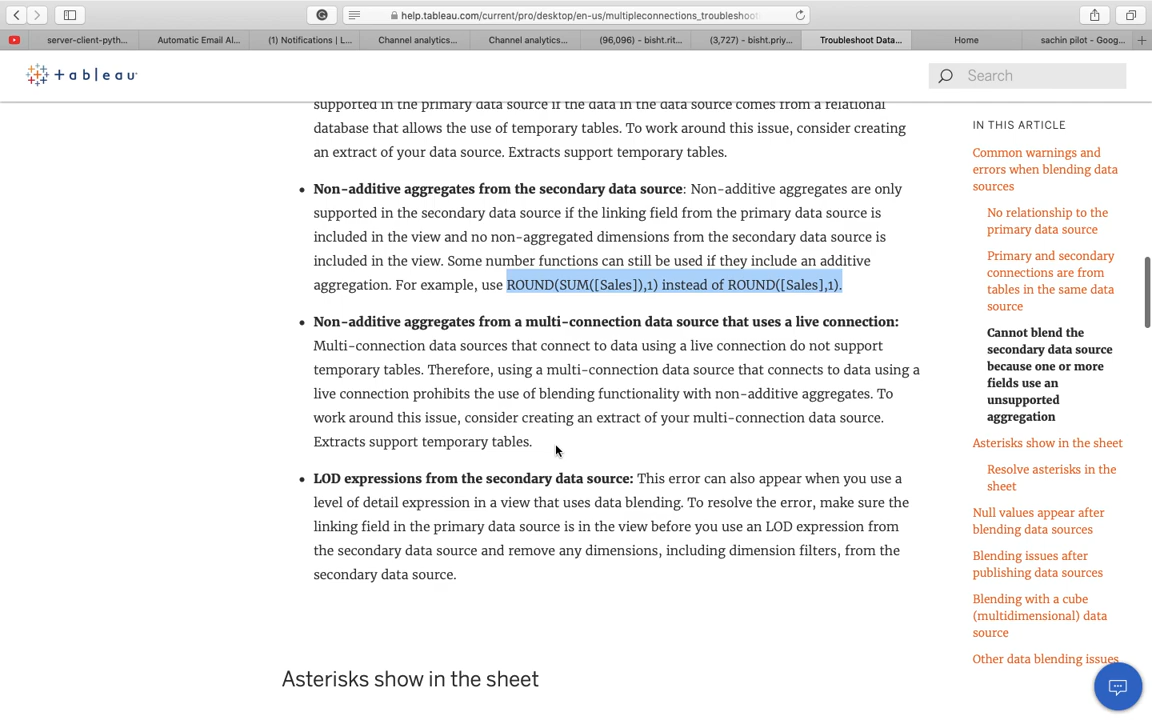 help.tableau.com/current/pro/desktop/en-us/multipleconnections_troubleshoot
server-client-pyth...
Automatic Email Al...
(1) Notifications | L...
Channel analytics...
Channel analytics...
(96,096) - bisht.rit...
(3,727) - bisht.priy...
Troubleshoot Data...
Home
sachin pilot - Goog...
+ableau
Search
supported in the primary data source if the data in the data source comes from a relational
database that allows the use of temporary tables. To work around this issue, consider creating
an extract of your data source. Extracts support temporary tables.
• Non-additive aggregates from the secondary data source: Non-additive aggregates are only
supported in the secondary data source if the linking field from the primary data source is
included in the view and no non-aggregated dimensions from the secondary data source is
included in the view. Some number functions can still be used if they include an additive
aggregation. For example, use ROUND(SUM([Sales]),1) instead of ROUND([Sales],1).
• Non-additive aggregates from a multi-connection data source that uses a live connection:
Multi-connection data sources that connect to data using a live connection do not support
temporary tables. Therefore, using a multi-connection data source that connects to data using a
live connection prohibits the use of blending functionality with non-additive aggregates. To
work around this issue, consider creating an extract of your multi-connection data source.
Extracts support temporary tables.
• LOD expressions from the secondary data source: This error can also appear when you use a
level of detail expression in a view that uses data blending. To resolve the error, make sure the
linking field in the primary data source is in the view before you use an LOD expression from
the secondary data source and remove any dimensions, including dimension filters, from the
secondary data source.
Asterisks show in the sheet
IN THIS ARTICLE
Common warnings and
errors when blending data
sources
No relationship to the
primary data source
Primary and secondary
connections are from
tables in the same data
source
Cannot blend the
secondary data source
because one or more
fields use an
unsupported
aggregation
Asterisks show in the sheet
Resolve asterisks in the
sheet
Null values appear after
blending data sources
Blending issues after
publishing data sources
Blending with a cube
(multidimensional) data
source
Other data blending issues